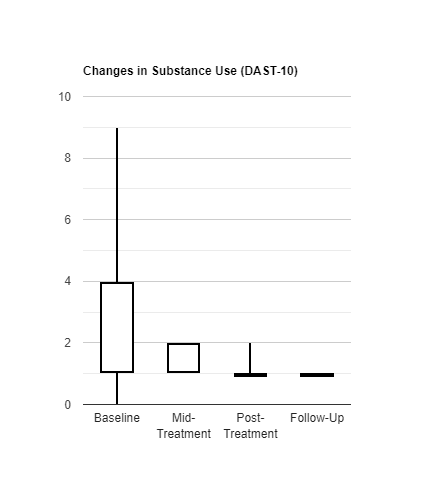 Changes in Substance Use (DAST-10)
10
8
6
4
2
0
Baseline
Mid-
Treatment
Post-
Treatment
Follow-Up